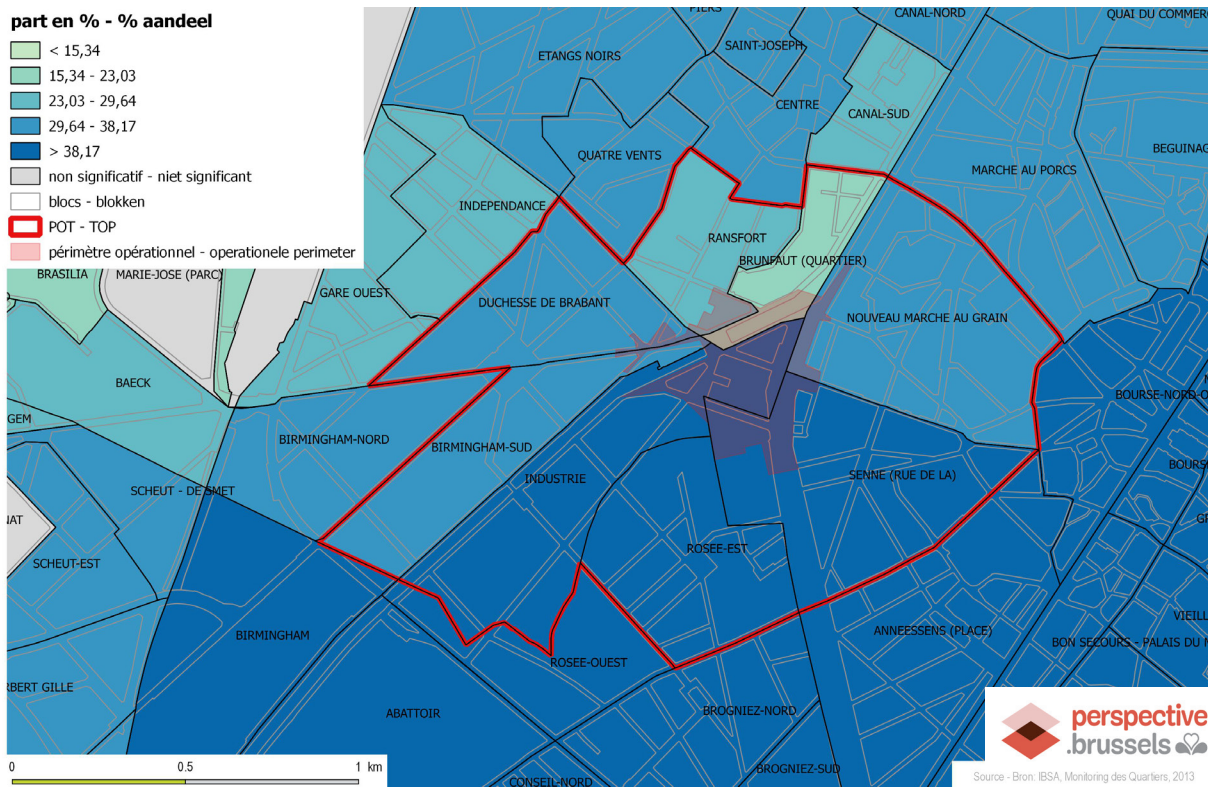 part en % - % aandeel
< 15,34
15,34 - 23,03
23,03 - 29,64
29,64 - 38,17
> 38,17
non significatif - niet significant
blocs - blokken
POT - TOP
périmètre opérationnel - operationele perimeter
PIERS
CANAL-NORD
QUAI DU COMMER
ETANGS NOIRS
SAINT-JOSEPH
CENTRE
CANAL-SUD
QUATRE VENTS
BEGUINAG
MARCHE AU PORCS
INDEPENDANCE
RANSFORT
BRUNFAUT (QUARTIER)
BRASILIA
MARIE-JOSE (PARC)
GARE OUEST
DUCHESSE DE BRABANT
NOUVEAU MARCHE AU GRAIN
BAECK
BOURSE-NORD-O
GEM
BIRMINGHAM-NORD
BIRMINGHAM-SUD
INDUSTRIE
SENNE (RUE DE LA)
BOURS
SCHEUT - DE SMET
NAT
GR
ROSEE-EST
SCHEUT-EST
VIEILL
BIRMINGHAM
ANNEESSENS (PLACE)
BON SECOURS - PALAIS DU M
ROSEE-OUEST
RBERT GILLE
ABATTOIR
BROGNIEZ-NORD
BROGNIEZ-SUD
CONSEIL-NORD
0 0.5 1 km
perspective
.brussels
Source - Bron: IBSA, Monitoring des Quartiers, 2013